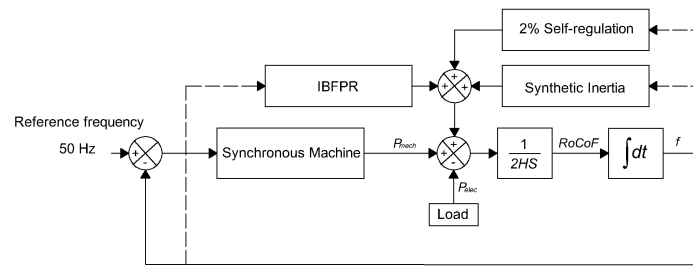 2% Self-regulation
IBFPR
+
+
+
Synthetic Inertia
Reference frequency
50 Hz
+
-
Synchronous Machine
Pmech
+
+
-
1
2HS
RoCoF
∫dt
f
Pelec
Load